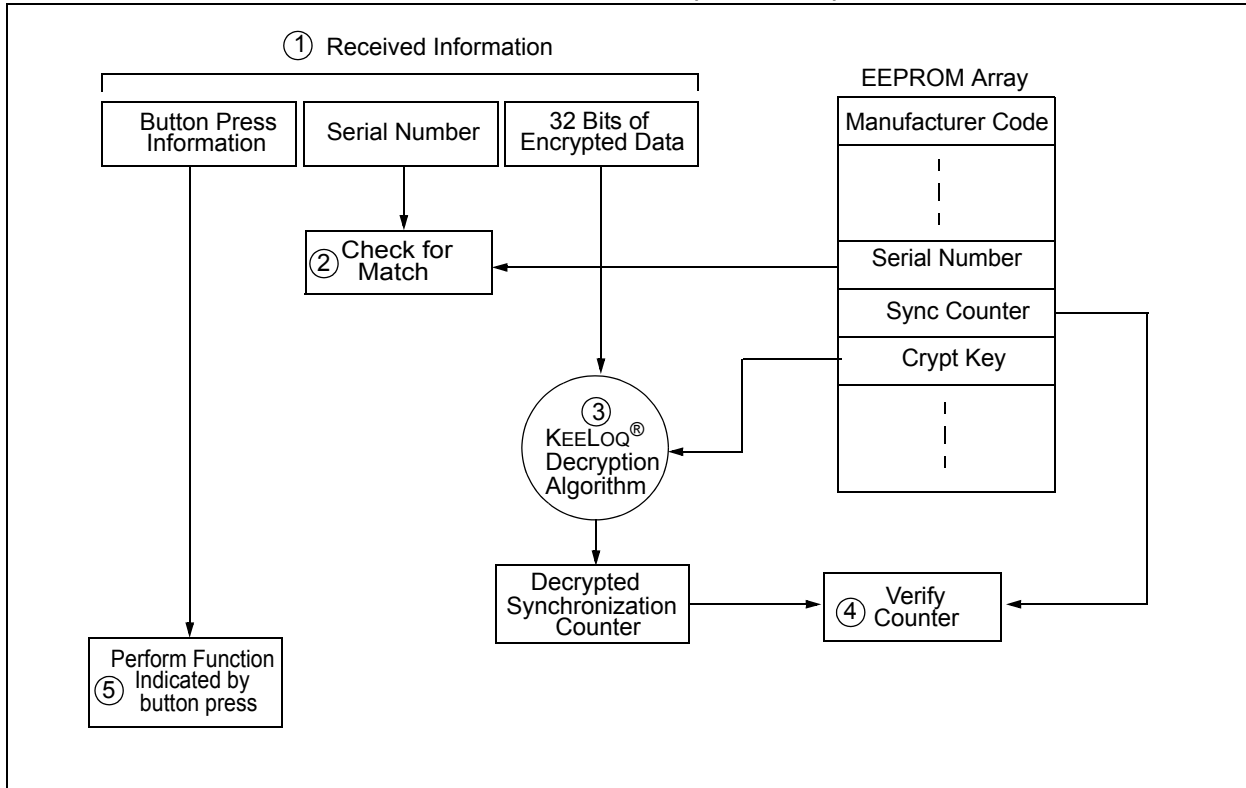 ① Received Information
EEPROM Array
Button Press
Information
Serial Number
32 Bits of
Encrypted Data
Manufacturer Code
② Check for
Match
Serial Number
Sync Counter
Crypt Key
③
KEELOQ®
Decryption
Algorithm
Decrypted
Synchronization
Counter
④ Verify
Counter
Perform Function
⑤ Indicated by
button press